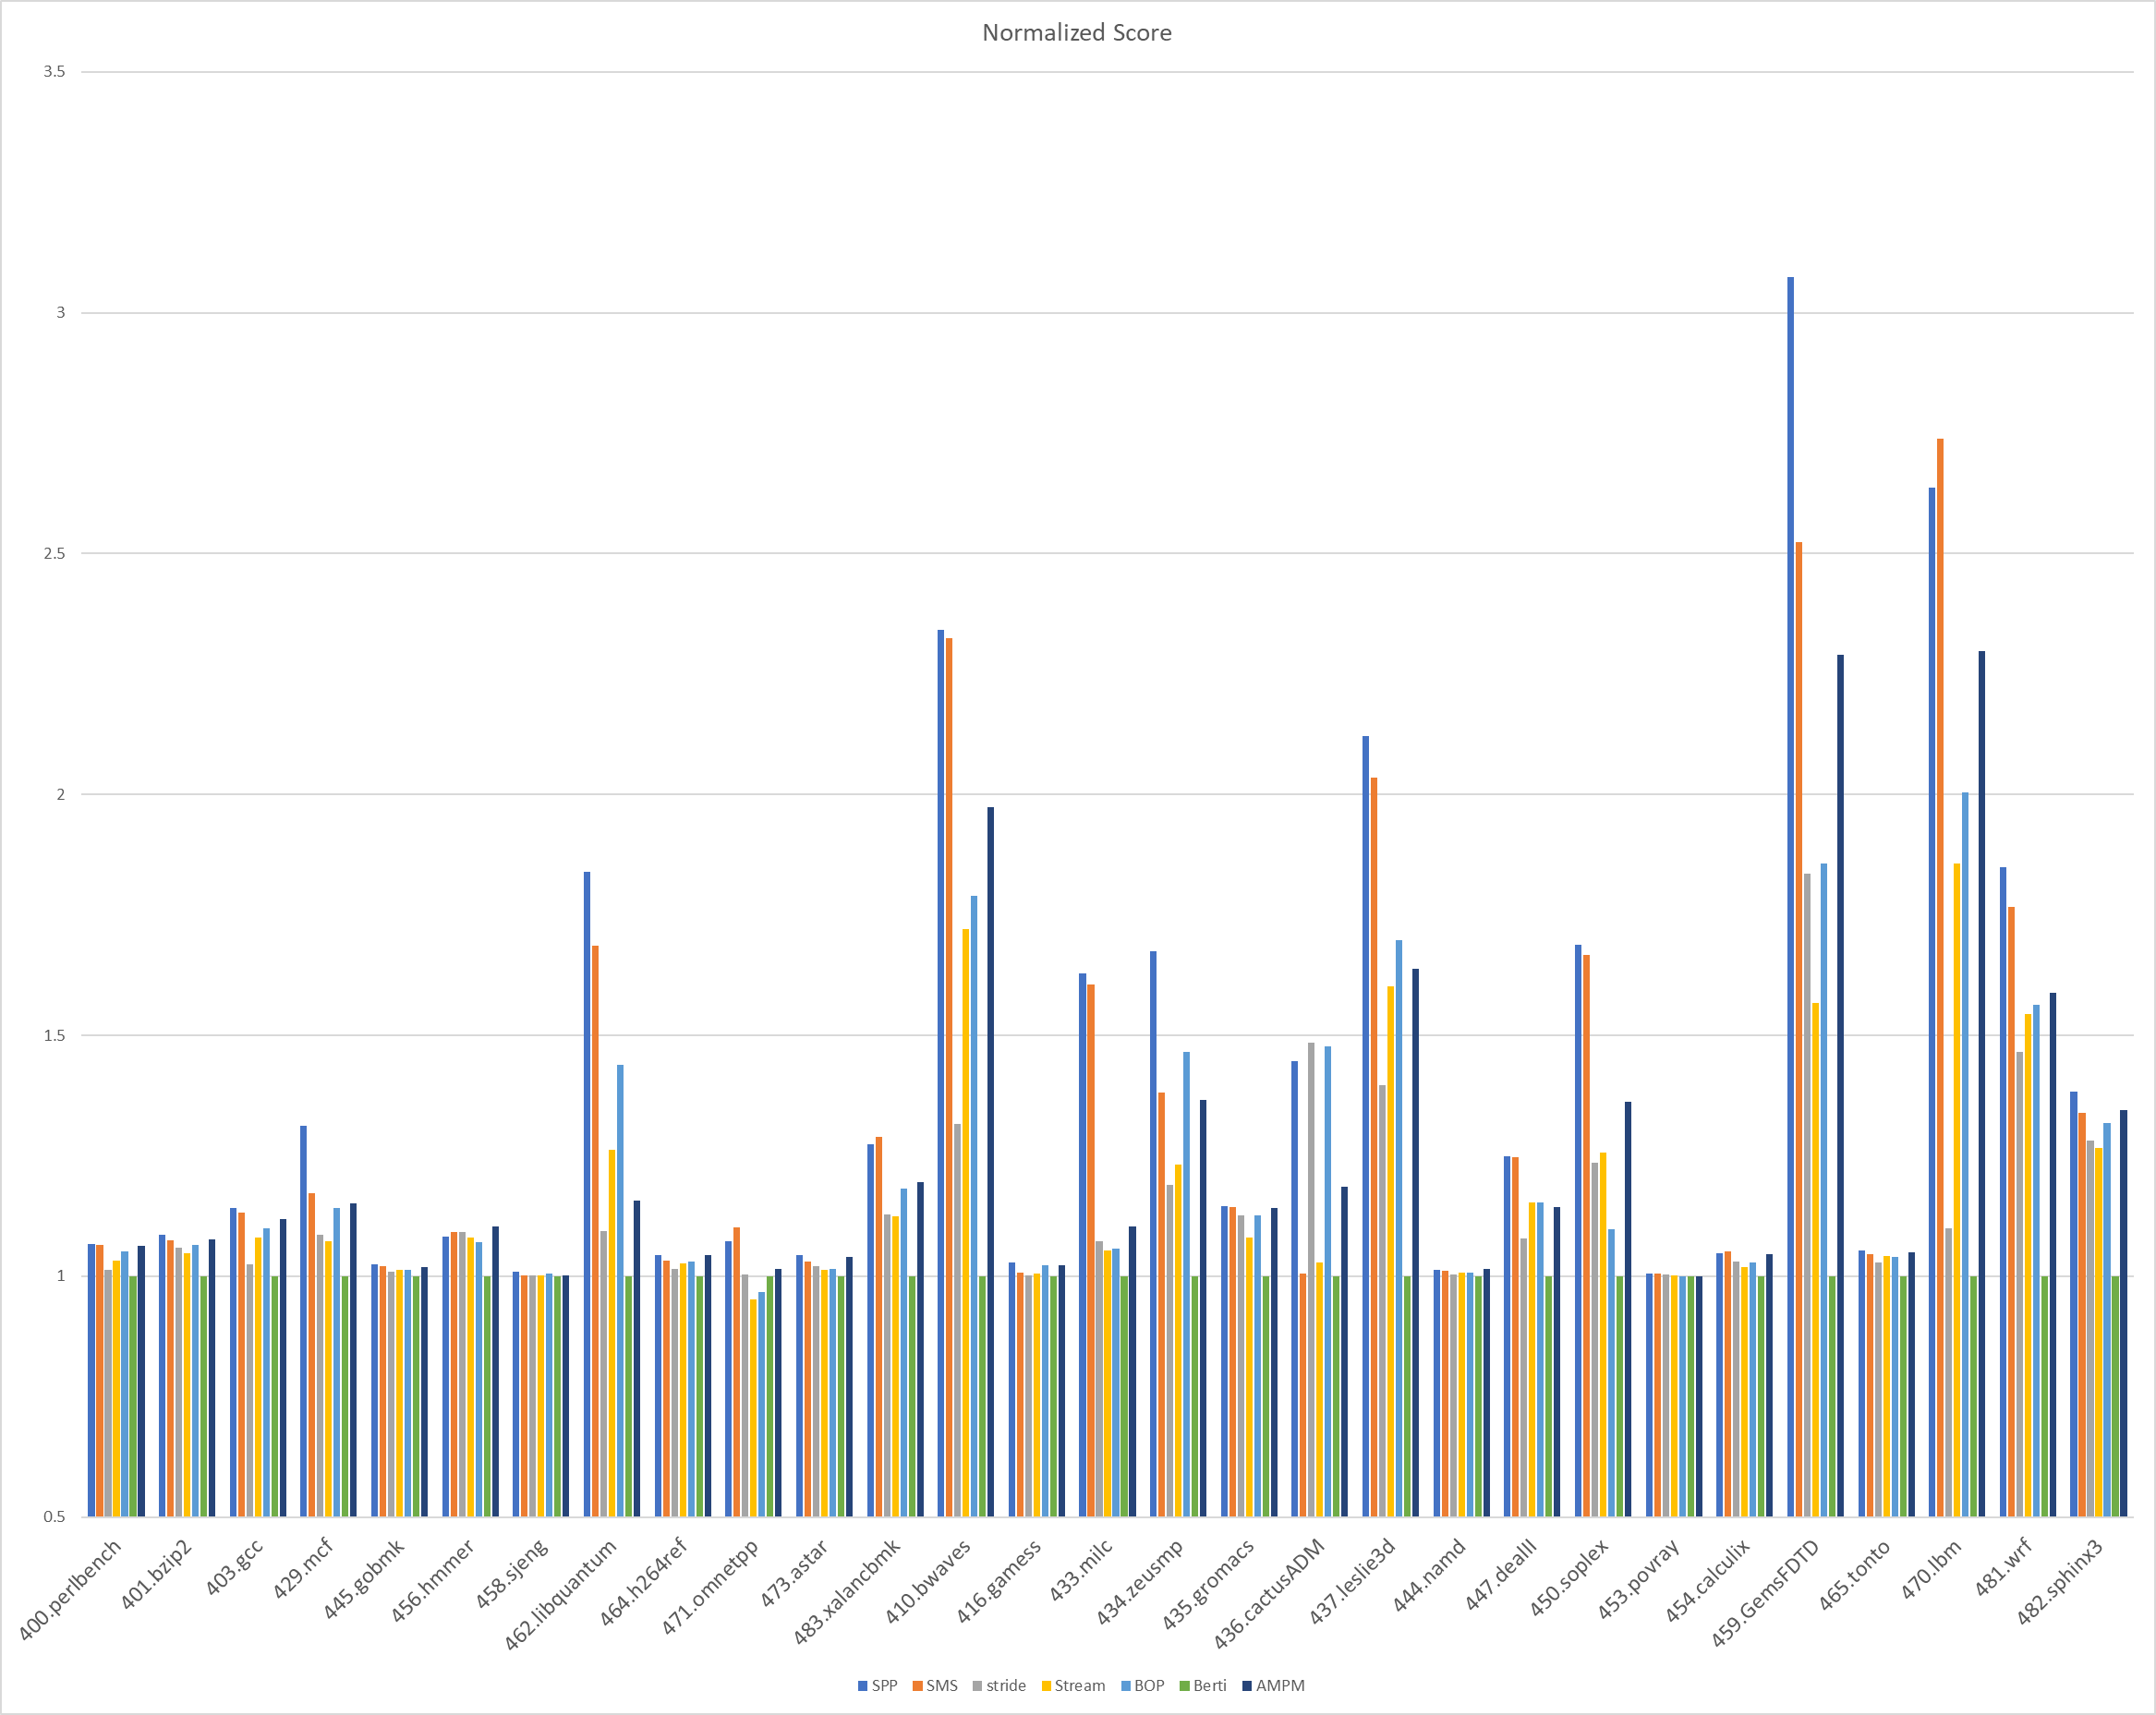 Normalized Score
3.5
3
2.5
2
1.5
1
0.5
400.perlbench
401.bzip2
403.gcc
429.mcf
445.gobmk
456.hmmer
458.sjeng
462.libquantum
464.h264ref
471.omnetpp
473.astar
483.xalancbmk
410.bwaves
416.gamess
433.milc
434.zeusmp
435.gromacs
436.cactusADM
437.leslie3d
444.namd
447.dealII
450.soplex
453.povray
454.calculix
459.GemsFDTD
465.tonto
470.lbm
481.wrf
482.sphinx3
SPP SMS stride Stream BOP Berti AMPM